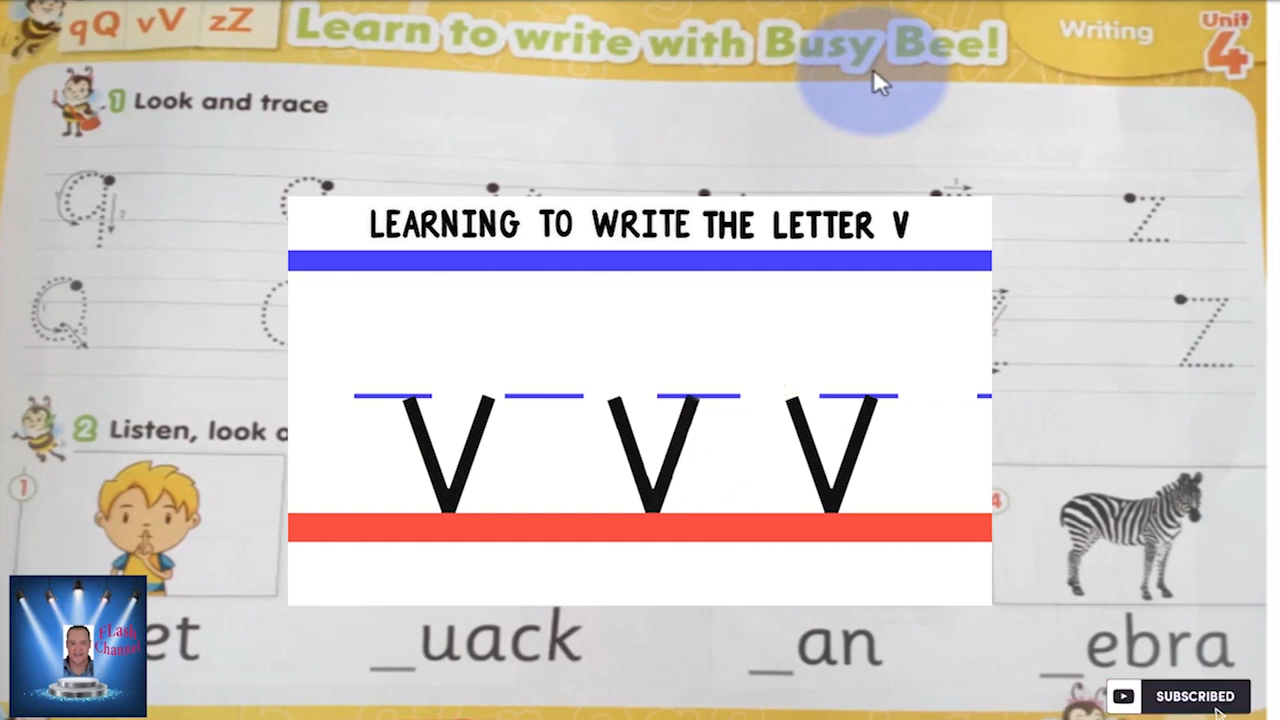 qQ vV zZ
Learn to write with Busy Bee!
Writing
Unit
4
1 Look and trace
q
z
LEARNING TO WRITE THE LETTER V
Q
Z
V V V
2 Listen, look
1
4
et
_uack
_an
_ebra
FLash
Channel
SUBSCRIBED